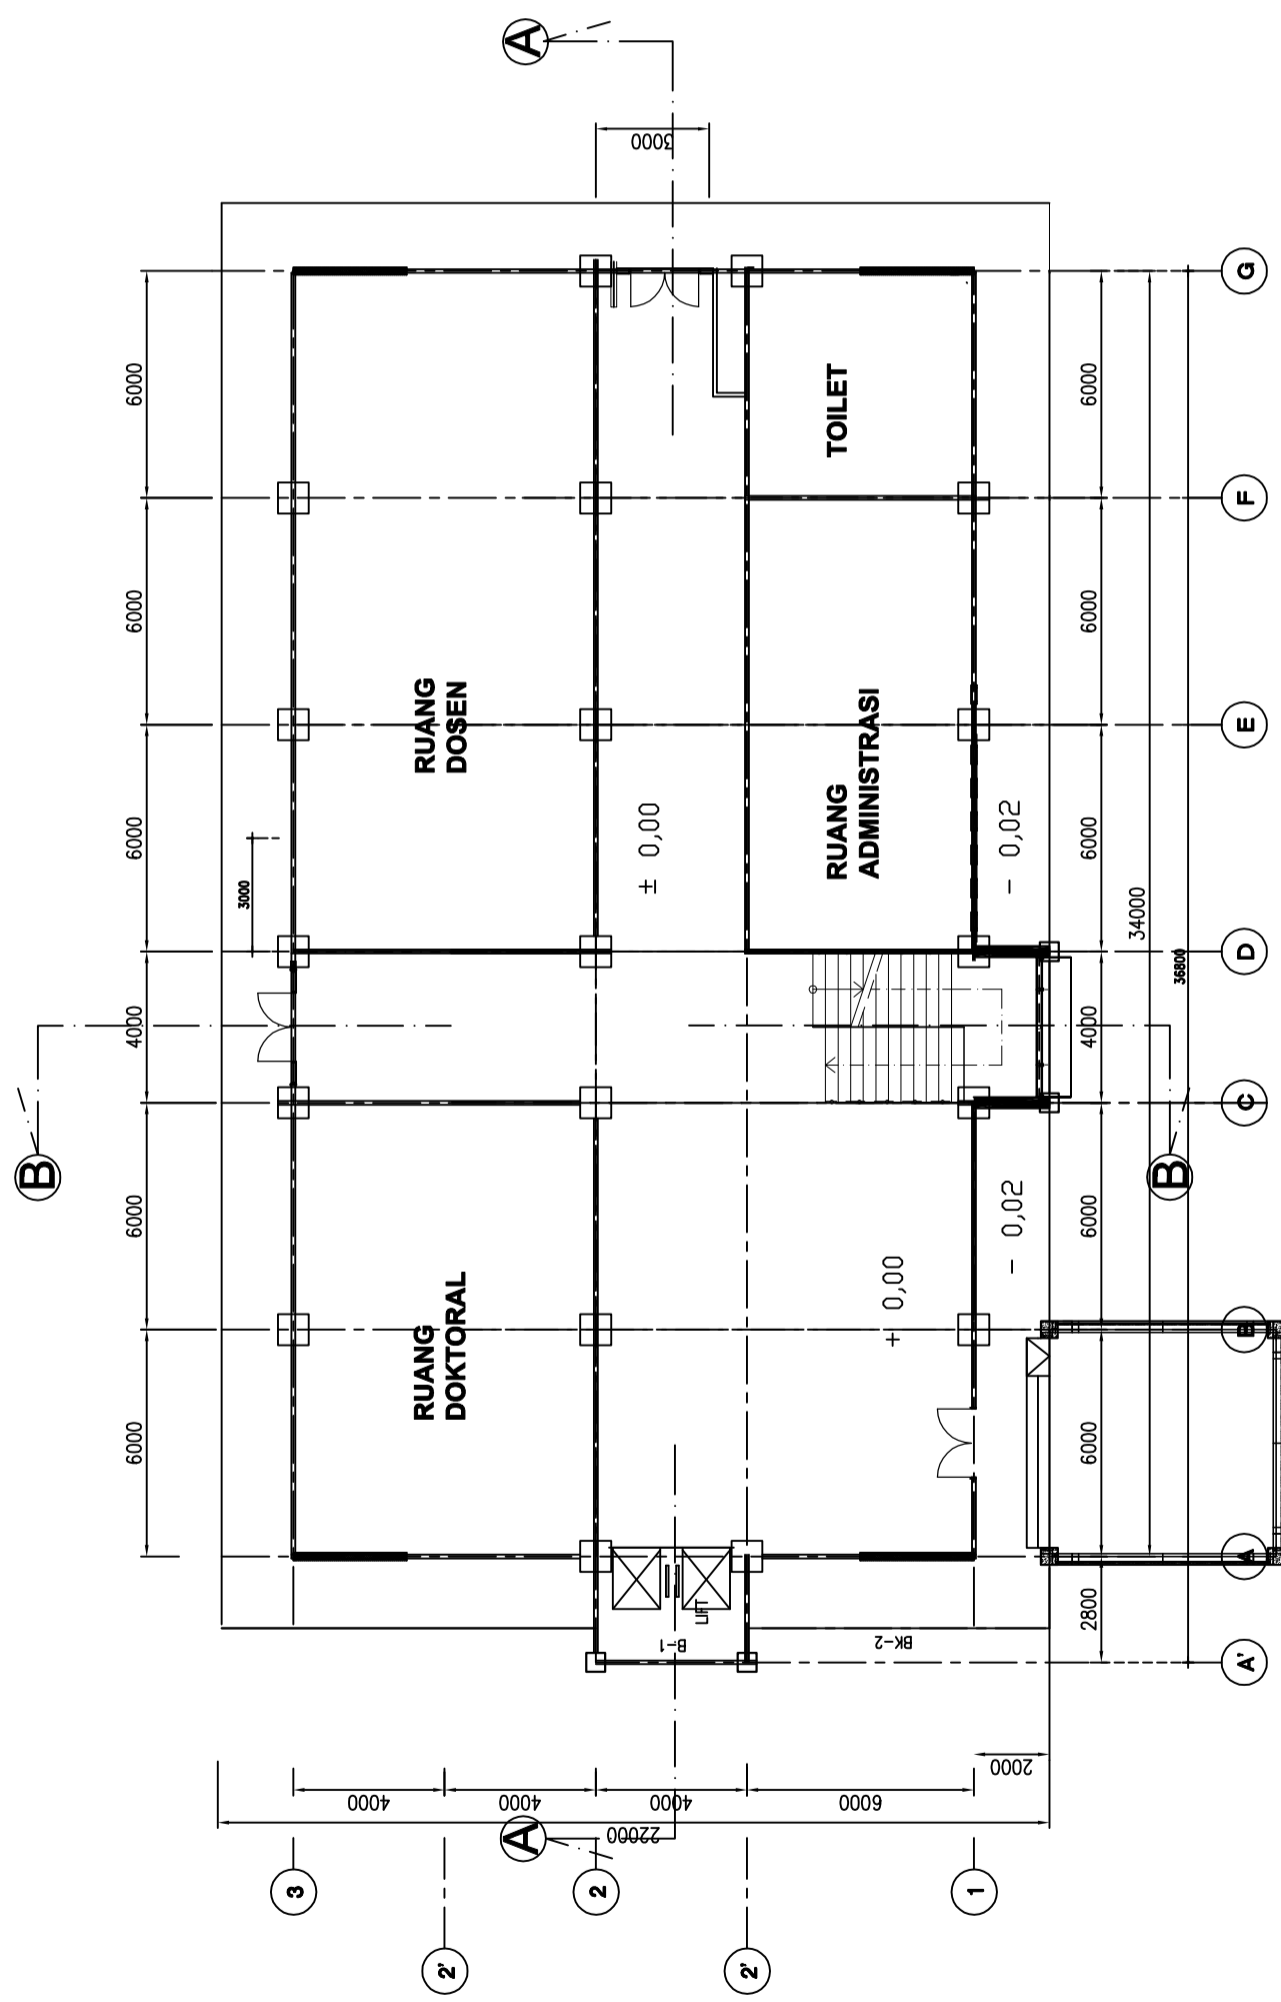 A
3000
G
6000
6000
TOILET
F
6000
6000
RUANG
DOSEN
E
RUANG
ADMINISTRASI
± 0,00
- 0,02
6000
3000
6000
34000
36800
D
4000
4000
B
B
C
6000
6000
- 0,02
+ 0,00
RUANG
DOKTORAL
B
6000
6000
A
LIFT
B-1
BK-2
2800
A'
2000
4000
4000
4000
6000
22000
A
3
2
1
2'
2'